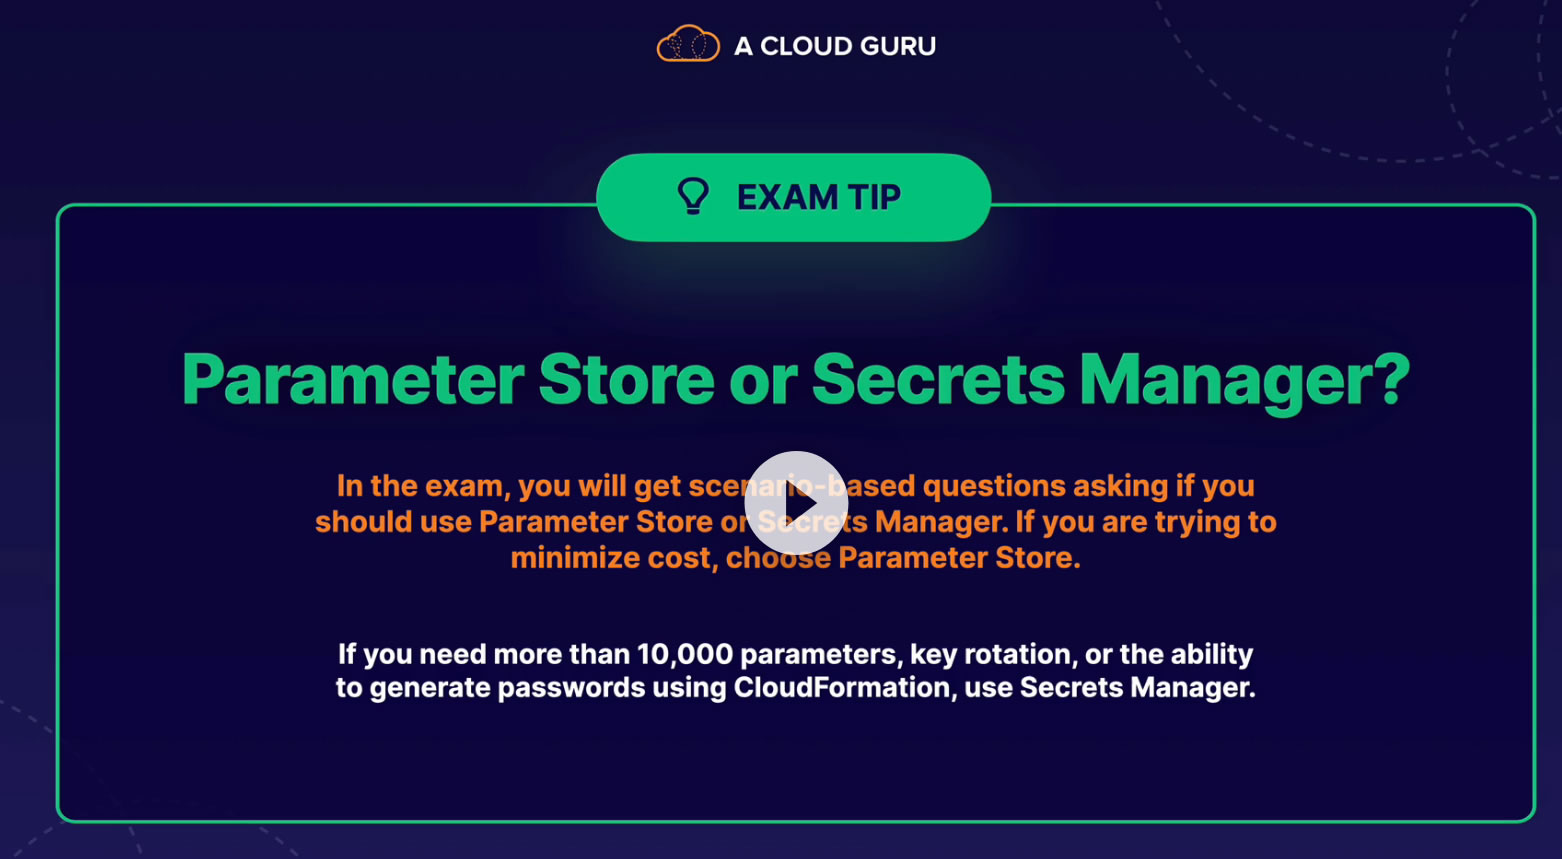 A CLOUD GURU
EXAM TIP
Parameter Store or Secrets Manager?
In the exam, you will get scenario-based questions asking if you
should use Parameter Store or Secrets Manager. If you are trying to
minimize cost, choose Parameter Store.
If you need more than 10,000 parameters, key rotation, or the ability
to generate passwords using CloudFormation, use Secrets Manager.